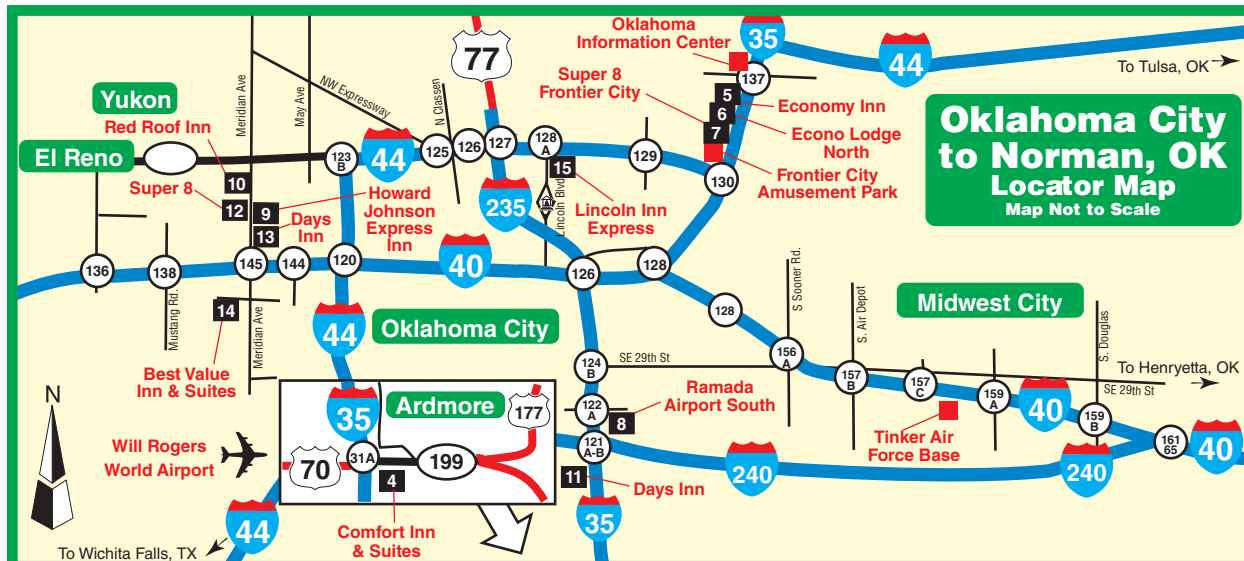 Oklahoma
Information Center
35
44
To Tulsa, OK
77
137
Super 8
Frontier City
5
Economy Inn
6
Econo Lodge
North
7
Frontier City
Amusement Park
Oklahoma City
to Norman, OK
Locator Map
Map Not to Scale
Yukon
Red Roof Inn
El Reno
Meridian Ave
May Ave
NW Expressway
N Classen
123
B
44
125
126
127
128
A
129
130
10
Super 8
12
9
Howard
Johnson
Express
Inn
13
Days
Inn
235
15
Lincoln Blvd
Lincoln Inn
Express
136
138
145
144
120
40
126
128
Mustang Rd.
14
Meridian Ave
Best Value
Inn & Suites
44
Oklahoma City
128
S Sooner Rd.
S. Air Depot
Midwest City
S. Douglas
To Henryetta, OK
SE 29th St
SE 29th St
124
B
156
A
157
B
157
C
159
A
40
159
B
161
65
40
N
Will Rogers
World Airport
35
Ardmore
177
70
31A
199
4
Comfort Inn
& Suites
122
A
8
Ramada
Airport South
121
A-B
11
Days Inn
240
Tinker Air
Force Base
240
35
44
To Wichita Falls, TX